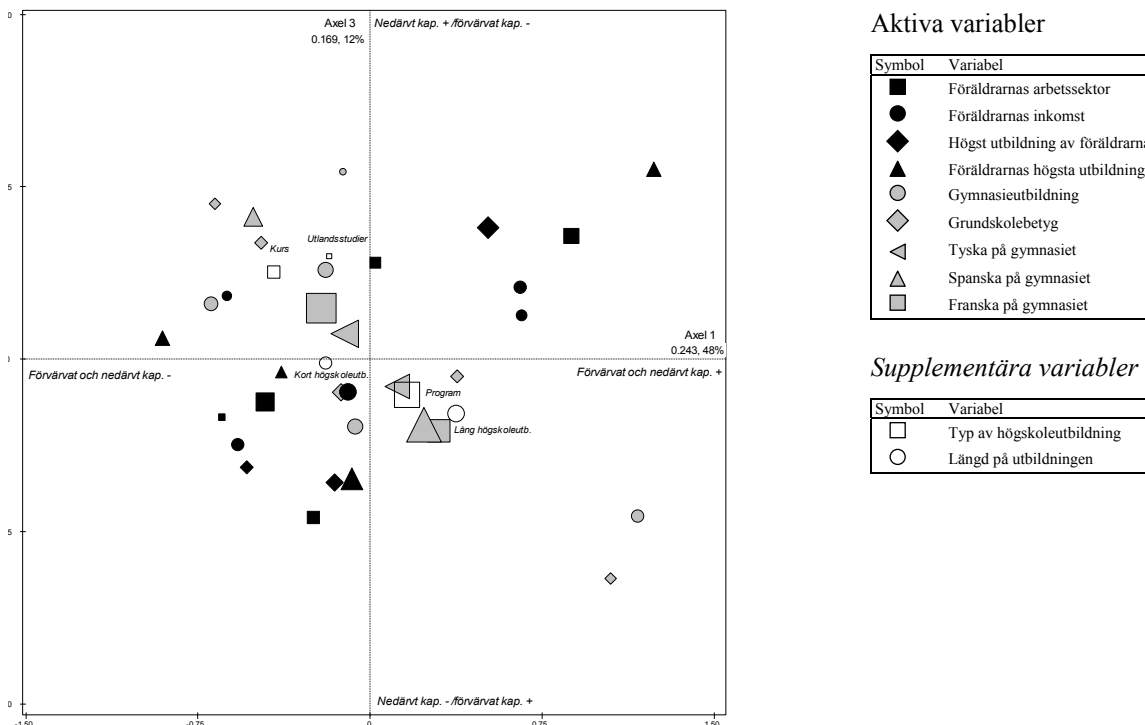 Axel 3
0.169, 12%
Nedärvt kap. + /förvärvat kap. -
Kurs
Utlandsstudier
Axel 1
0.243, 48%
Förvärvat och nedärvt kap. -
Kort högskoleutb.
Förvärvat och nedärvt kap. +
Program
Lång högskoleutb.
Nedärvt kap. - /förvärvat kap. +
-0.75
0
0.75
1.50
Aktiva variabler
Symbol Variabel
Föräldrarnas arbetssektor
Föräldrarnas inkomst
Högst utbildning av föräldrarna
Föräldrarnas högsta utbildning
Gymnasieutbildning
Grundskolebetyg
Tyska på gymnasiet
Spanska på gymnasiet
Franska på gymnasiet
Supplementära variabler
Symbol Variabel
Typ av högskoleutbildning
Längd på utbildningen